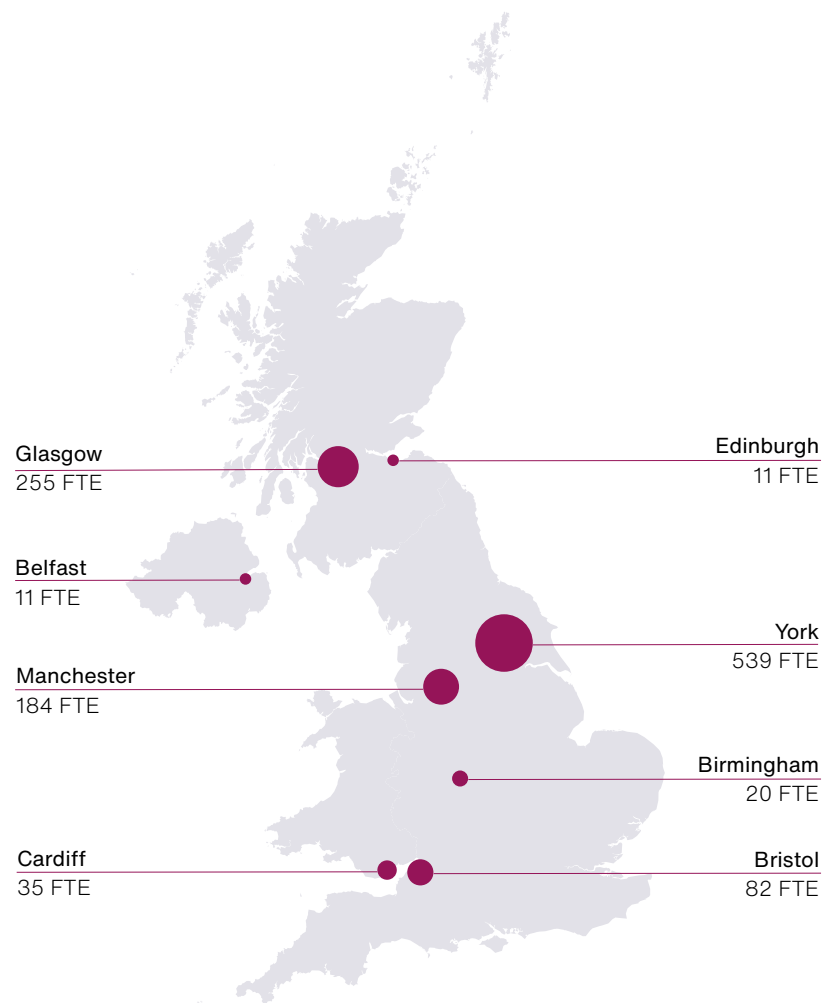 Glasgow
255 FTE
Edinburgh
11 FTE
Belfast
11 FTE
York
539 FTE
Manchester
184 FTE
Birmingham
20 FTE
Cardiff
35 FTE
Bristol
82 FTE